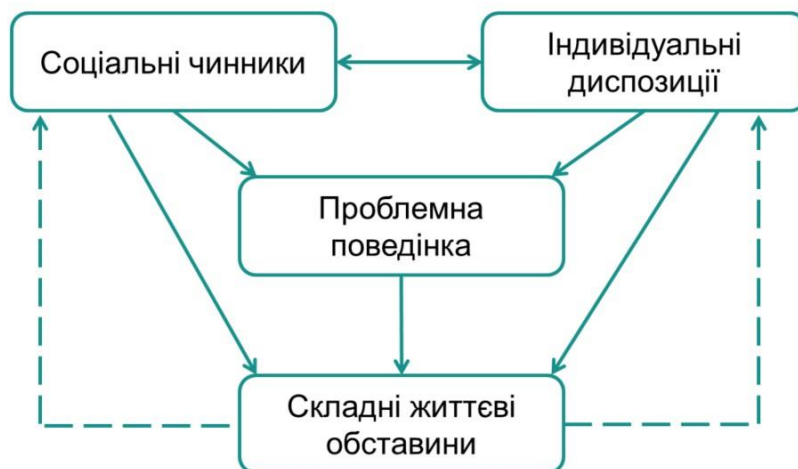 Соціальні чинники
Індивідуальні
диспозиції
Проблемна
поведінка
Складні життєві
обставини